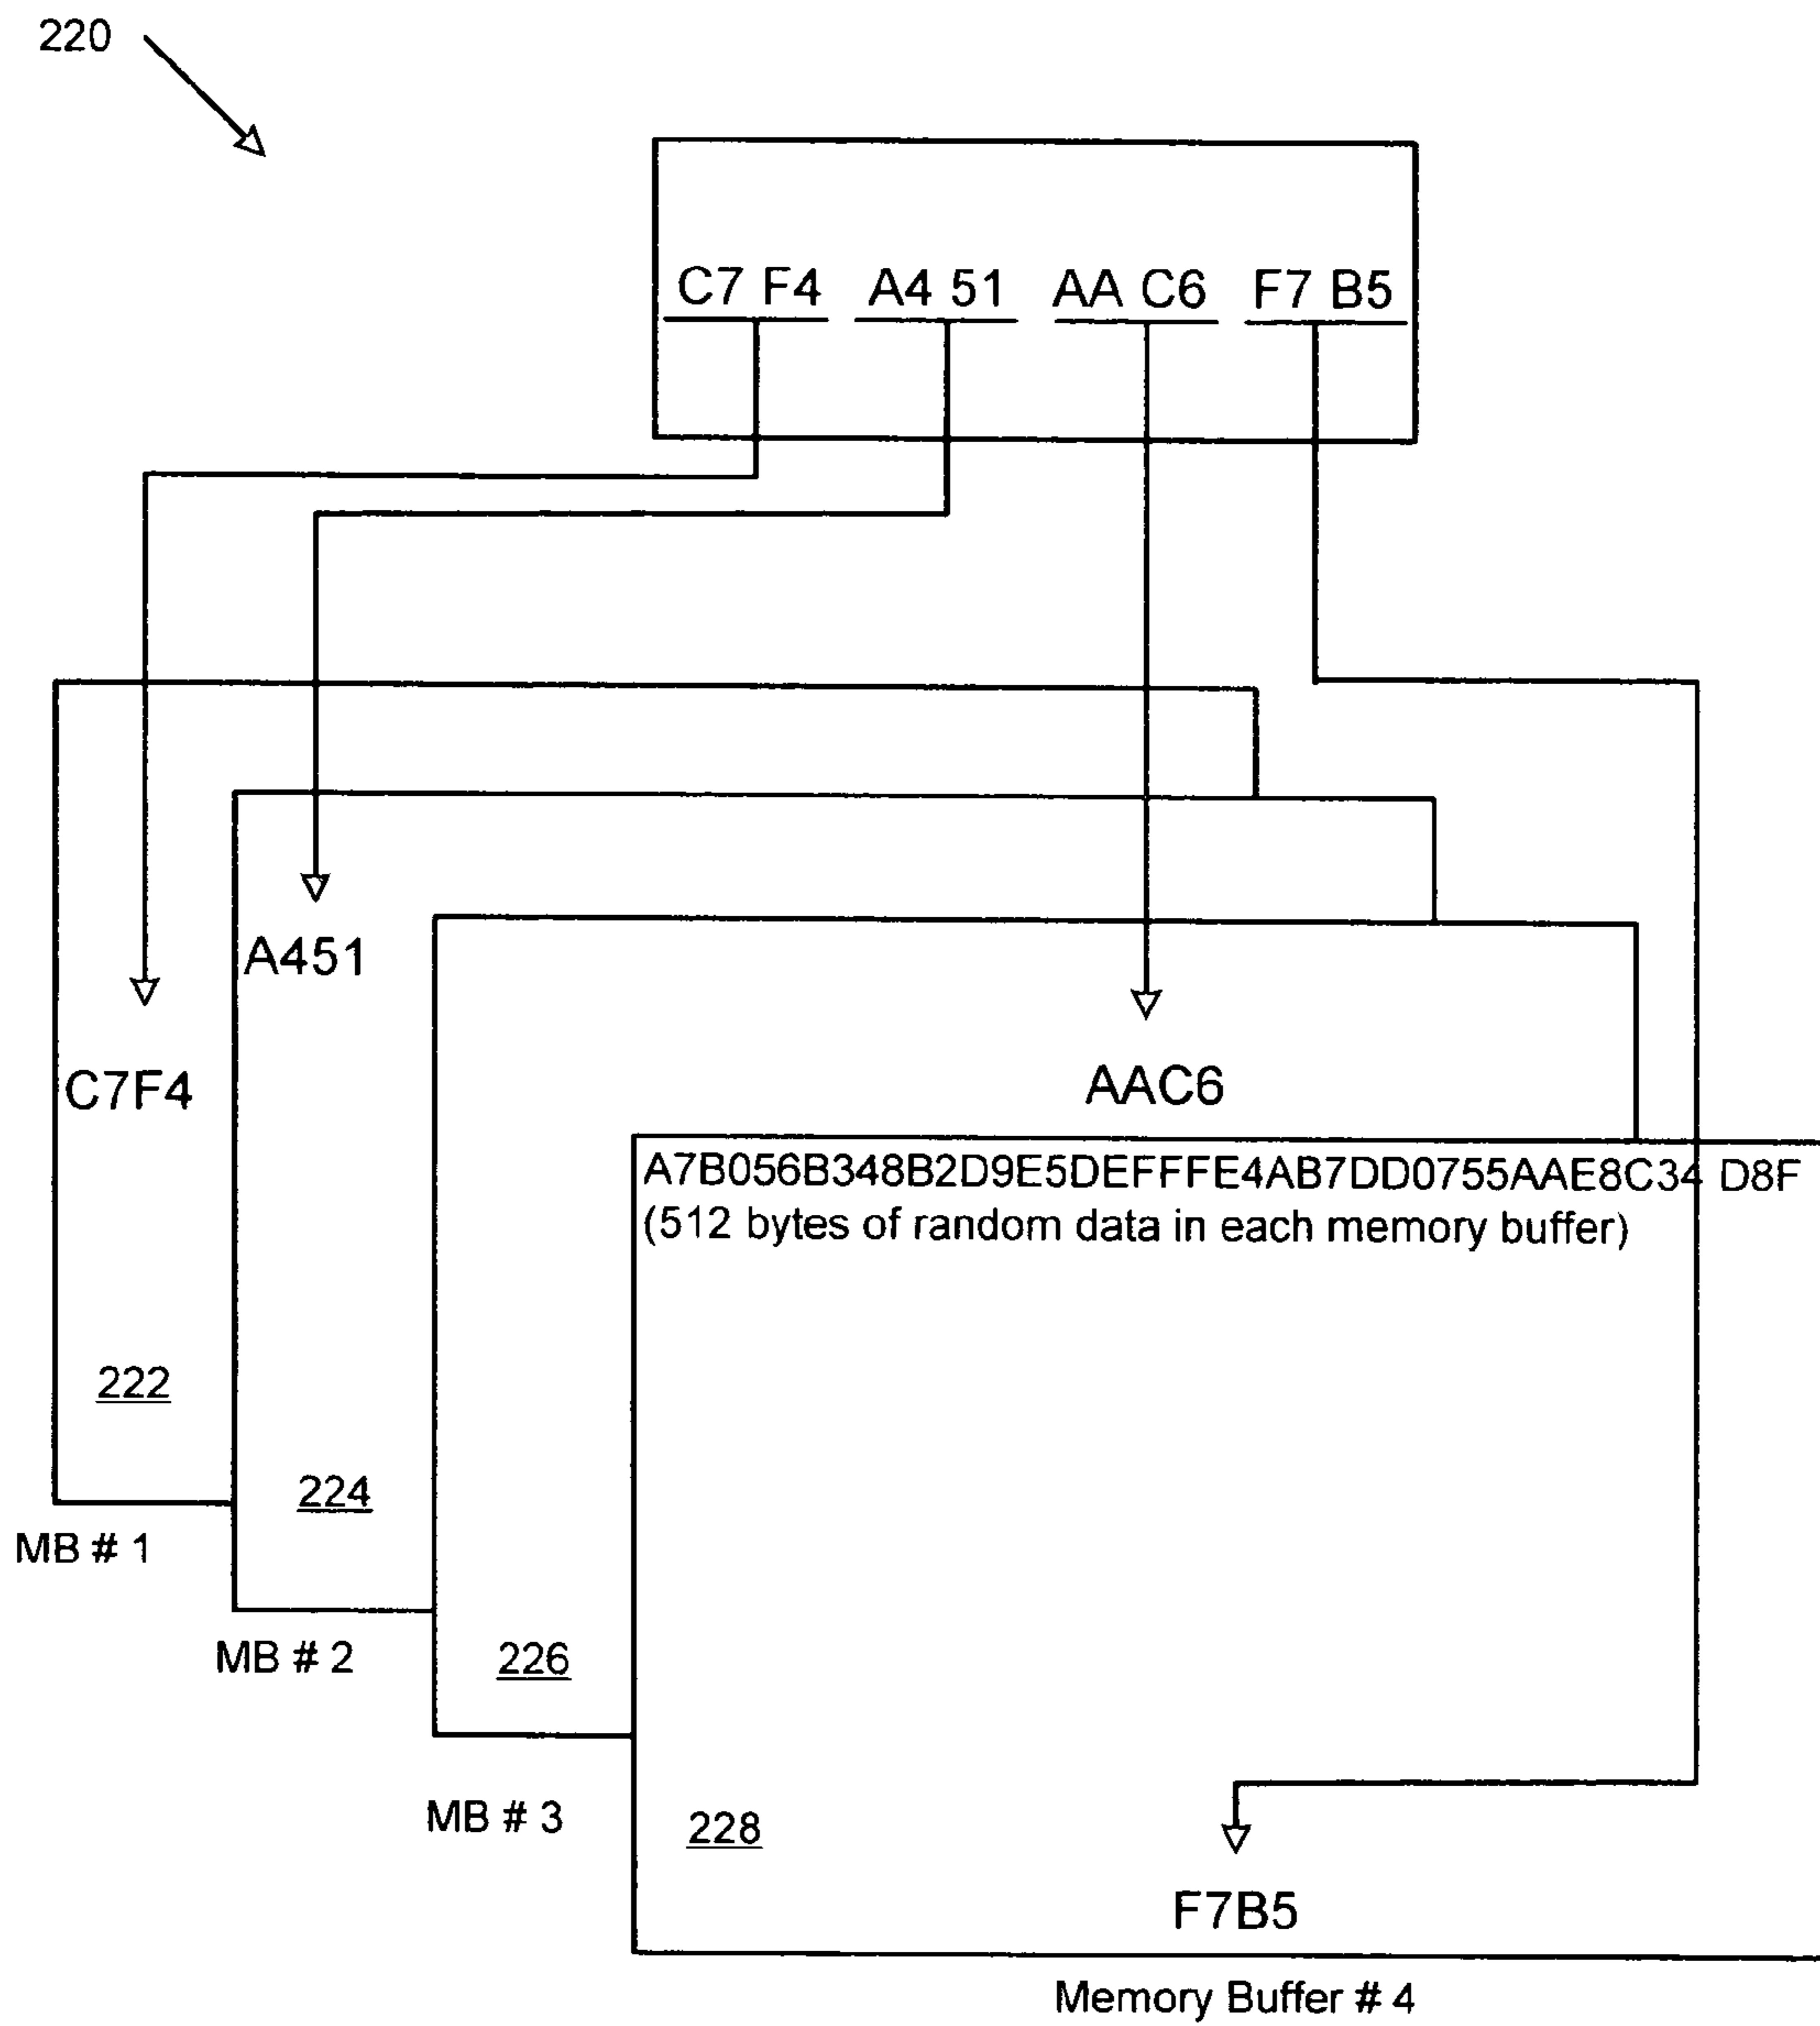 220
C7 F4 A4 51 AA C6 F7 B5
A451
C7F4
AAC6
A7B056B348B2D9E5DEFFFE4AB7DD0755AAE8C34 D8F
(512 bytes of random data in each memory buffer)
222
224
MB # 1
MB # 2
226
MB # 3
228
F7B5
Memory Buffer # 4